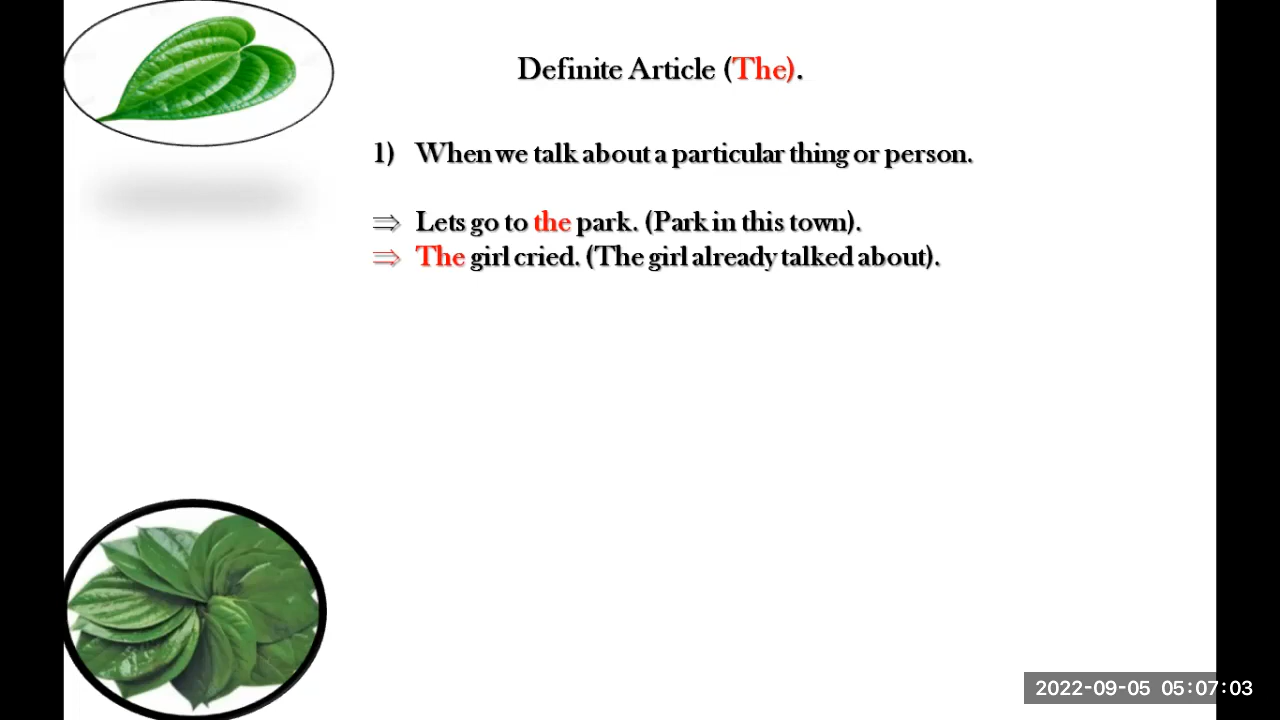 Definite Article (The).
1) When we talk about a particular thing or person.
⇒ Lets go to the park. (Park in this town).
⇒ The girl cried. (The girl already talked about).
2022-09-05 05:07:03